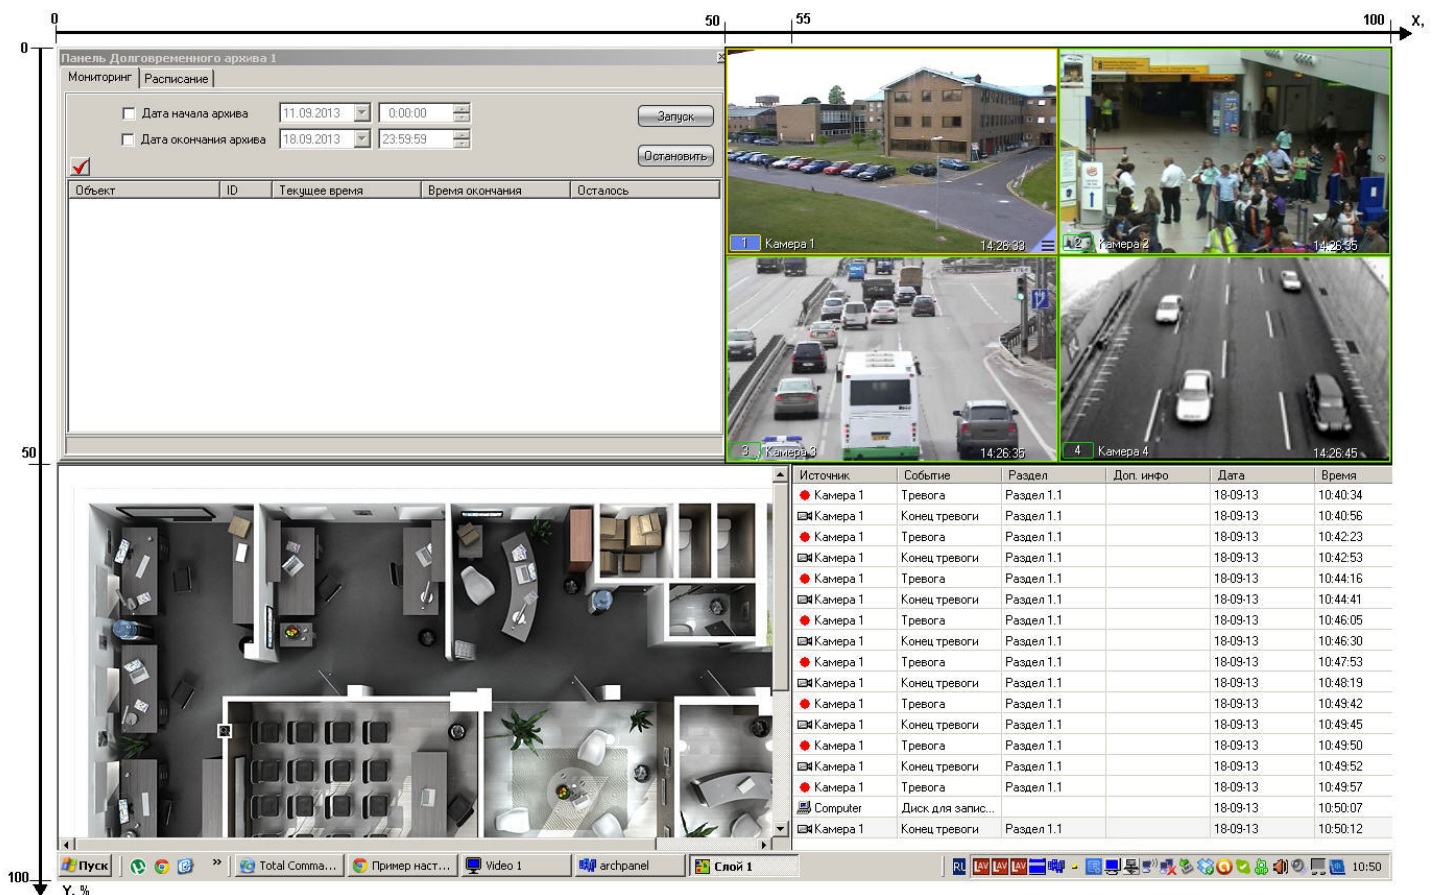 0 50 55 100 X,
0
Панель Долговременного архива 1
Мониторинг Расписание
Дата начала архива 11.09.2013 0:00:00 Запуск
Дата окончания архива 18.09.2013 23:59:59 Остановить
Объект ID Текущее время Время окончания Осталось
1 Камера 1 14:26:33
2 Камера 2 14:26:35
3 Камера 3 14:26:35
4 Камера 4 14:26:45
50
Источник Событие Раздел Доп. инфо Дата Время
Камера 1 Тревога Раздел 1.1 18-09-13 10:40:34
Камера 1 Конец тревоги Раздел 1.1 18-09-13 10:40:56
Камера 1 Тревога Раздел 1.1 18-09-13 10:42:23
Камера 1 Конец тревоги Раздел 1.1 18-09-13 10:42:53
Камера 1 Тревога Раздел 1.1 18-09-13 10:44:16
Камера 1 Конец тревоги Раздел 1.1 18-09-13 10:44:41
Камера 1 Тревога Раздел 1.1 18-09-13 10:46:05
Камера 1 Конец тревоги Раздел 1.1 18-09-13 10:46:30
Камера 1 Тревога Раздел 1.1 18-09-13 10:47:53
Камера 1 Конец тревоги Раздел 1.1 18-09-13 10:48:19
Камера 1 Тревога Раздел 1.1 18-09-13 10:49:42
Камера 1 Конец тревоги Раздел 1.1 18-09-13 10:49:45
Камера 1 Тревога Раздел 1.1 18-09-13 10:49:50
Камера 1 Конец тревоги Раздел 1.1 18-09-13 10:49:52
Камера 1 Тревога Раздел 1.1 18-09-13 10:49:57
Computer Диск для запис... 18-09-13 10:50:07
Камера 1 Конец тревоги Раздел 1.1 18-09-13 10:50:12
Пуск » Total Comma... Пример наст... Video 1 archpanel Слой 1 RL LAV LAV LAV 10:50
100
Y, %